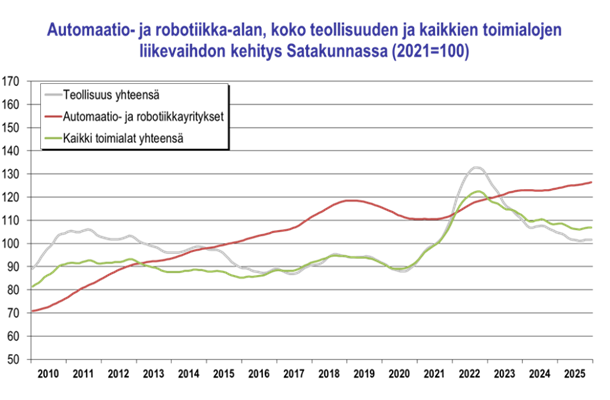 Automaatio- ja robotiikka-alan, koko teollisuuden ja kaikkien toimialojen
liikevaihdon kehitys Satakunnassa (2021=100)
170
160
150
140
130
120
110
100
90
80
70
60
50
Teollisuus yhteensä
Automaatio- ja robotiikkayritykset
Kaikki toimialat yhteensä
2010 2011 2012 2013 2014 2015 2016 2017 2018 2019 2020 2021 2022 2023 2024 2025